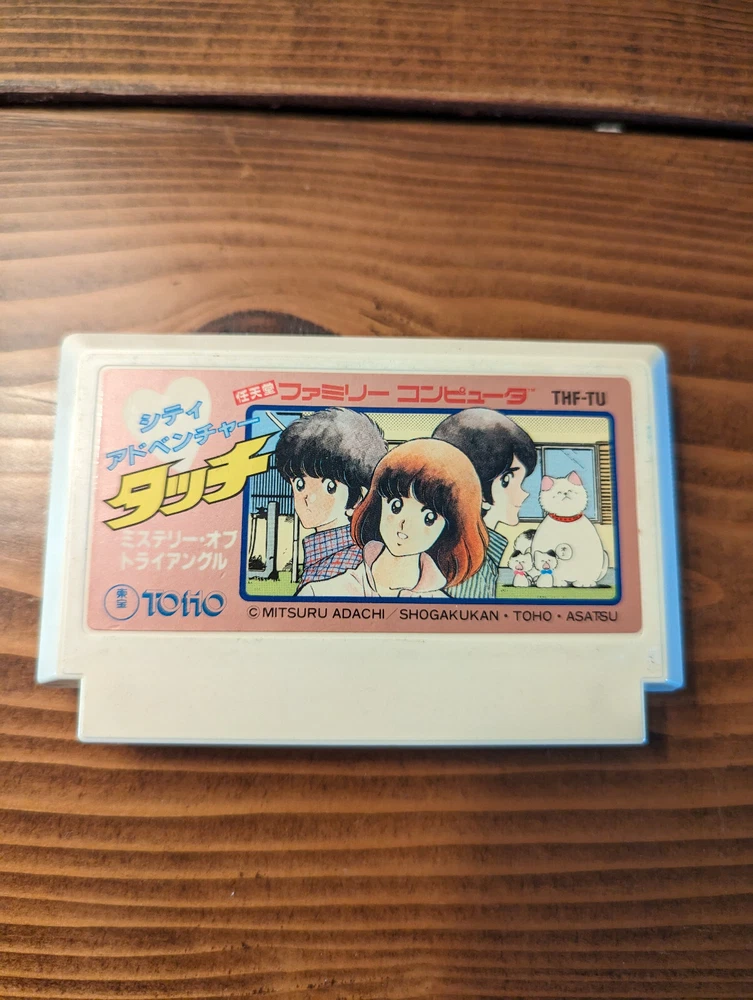 任天堂 ファミリー コンピュータ™
THF-TU
シティ
アドベンチャー
タッチ
ミステリー・オブ
トライアングル
東宝 TOHO
©MITSURU ADACHI/SHOGAKUKAN・TOHO・ASATSU